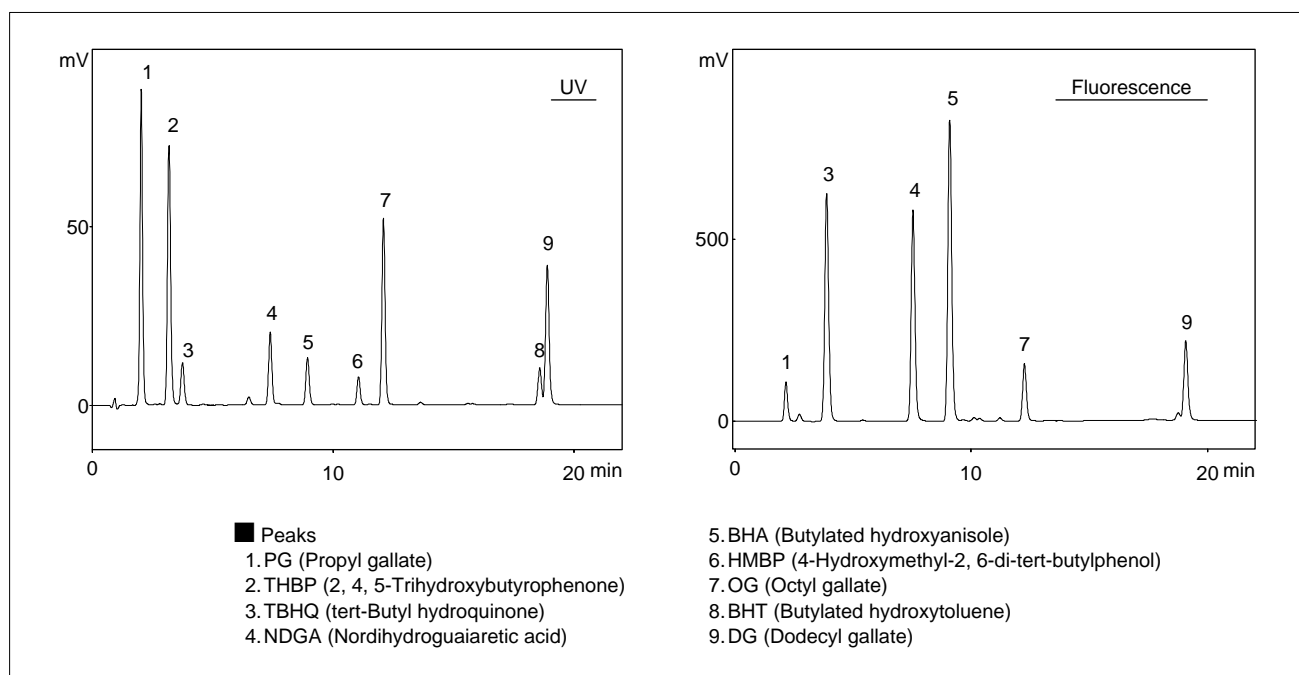 mV
UV
1
2
3
4
5
6
7
8
9
50
0
0
10
20
min
mV
Fluorescence
1
3
4
5
7
9
500
0
0
10
20
min
■ Peaks
1. PG (Propyl gallate)
2. THBP (2, 4, 5-Trihydroxybutyrophenone)
3. TBHQ (tert-Butyl hydroquinone)
4. NDGA (Nordihydroguaiaretic acid)
5. BHA (Butylated hydroxyanisole)
6. HMBP (4-Hydroxymethyl-2, 6-di-tert-butylphenol)
7. OG (Octyl gallate)
8. BHT (Butylated hydroxytoluene)
9. DG (Dodecyl gallate)